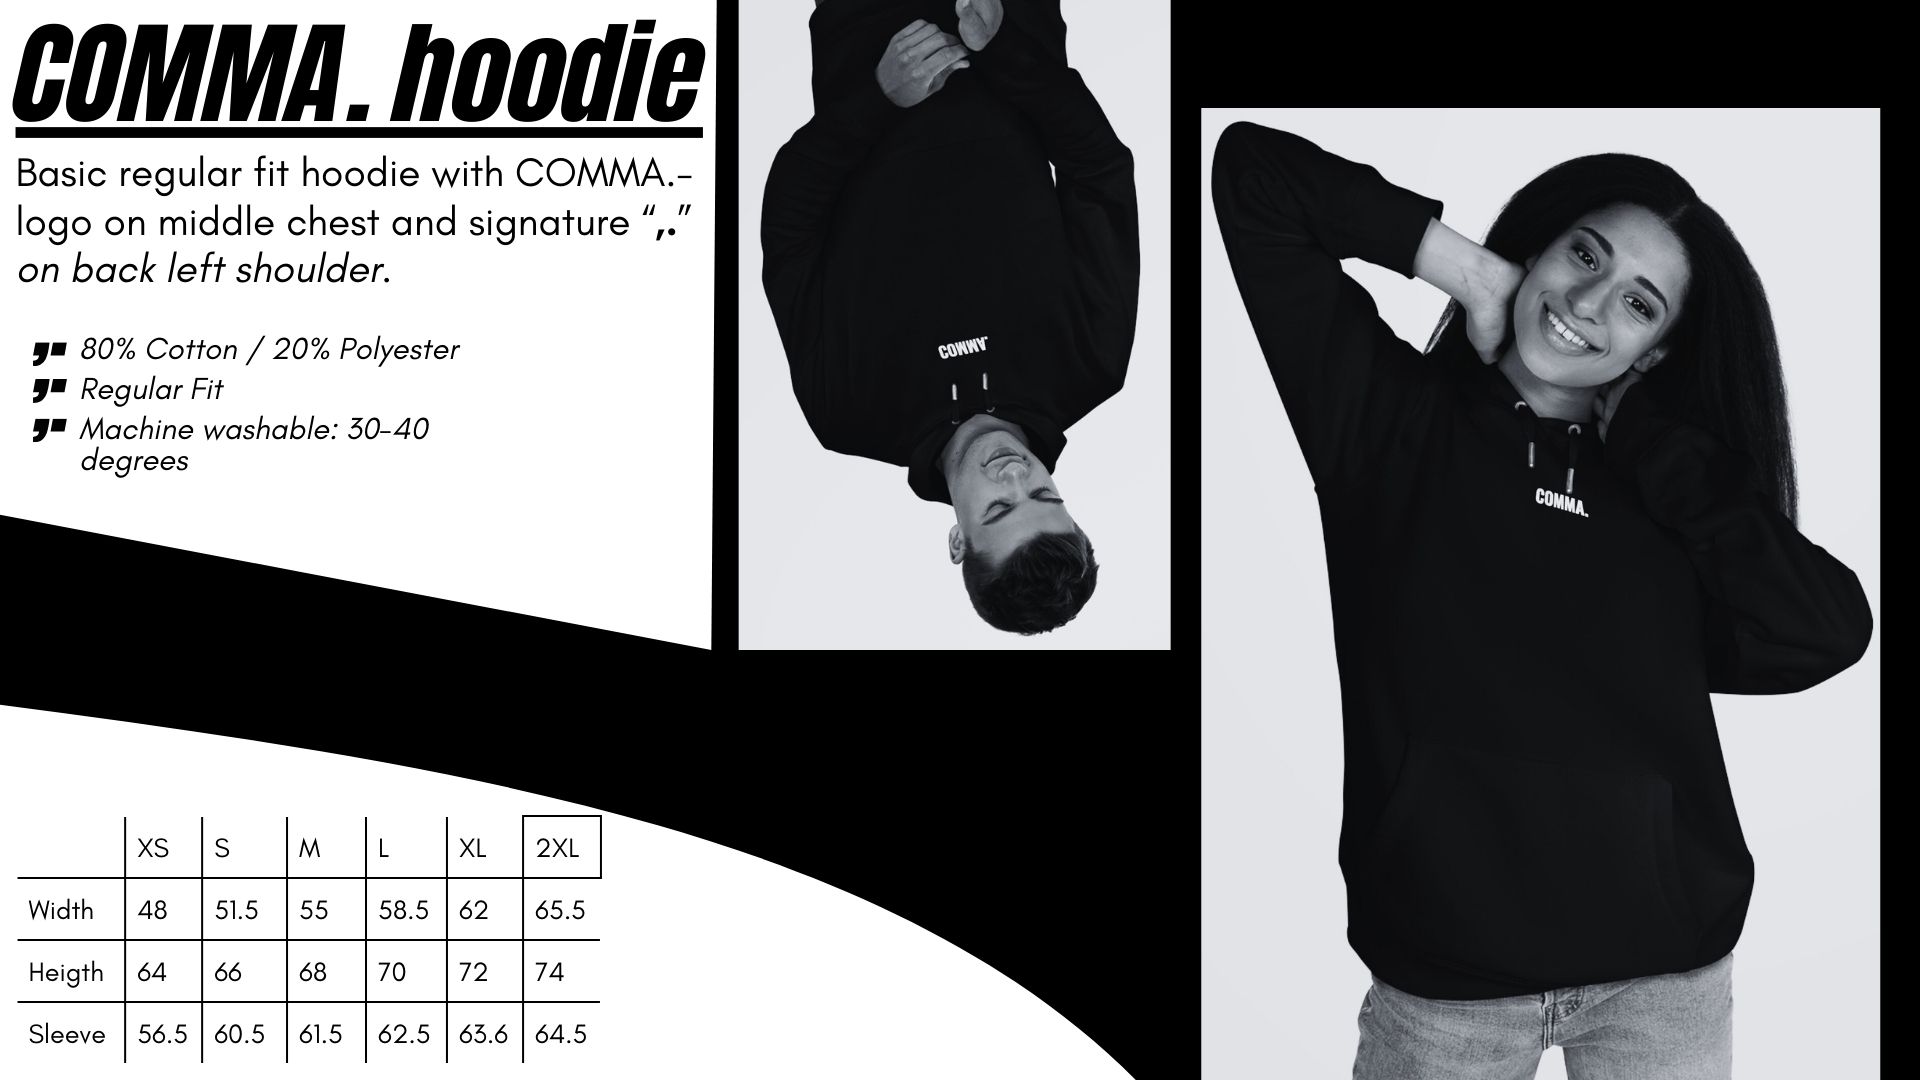 COMMA. hoodie
Basic regular fit hoodie with COMMA.-
logo on middle chest and signature “,.”
on back left shoulder.
80% Cotton / 20% Polyester
Regular Fit
Machine washable: 30-40
degrees
COMMA.
COMMA.
XS S M L XL 2XL
Width 48 51.5 55 58.5 62 65.5
Heigth 64 66 68 70 72 74
Sleeve 56.5 60.5 61.5 62.5 63.6 64.5